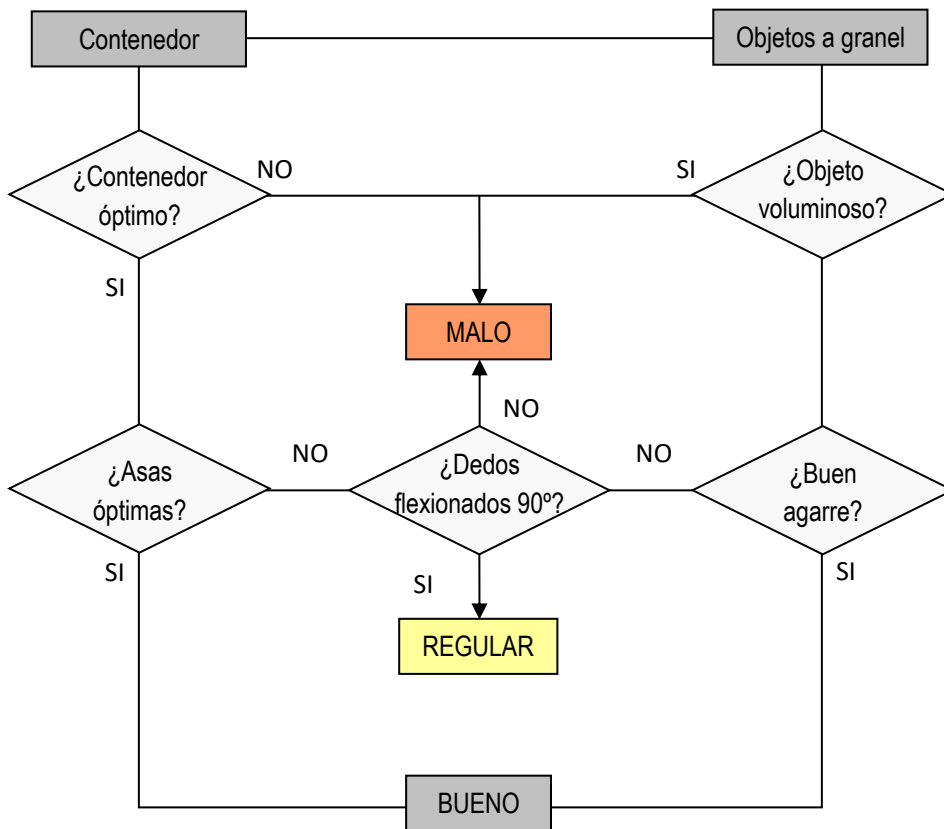 Contenedor
Objetos a granel
¿Contenedor
óptimo?
NO
SI
¿Objeto
voluminoso?
SI
MALO
NO
¿Asas
óptimas?
NO
¿Dedos
flexionados 90º?
NO
¿Buen
agarre?
SI
SI
SI
REGULAR
BUENO